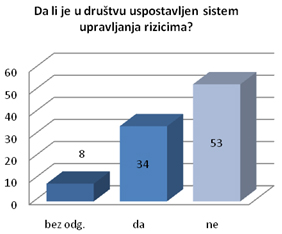 Da li je u društvu uspostavljen sistem
upravljanja rizicima?
60
50
40
30
20
10
0
8
34
53
bez odg.
da
ne